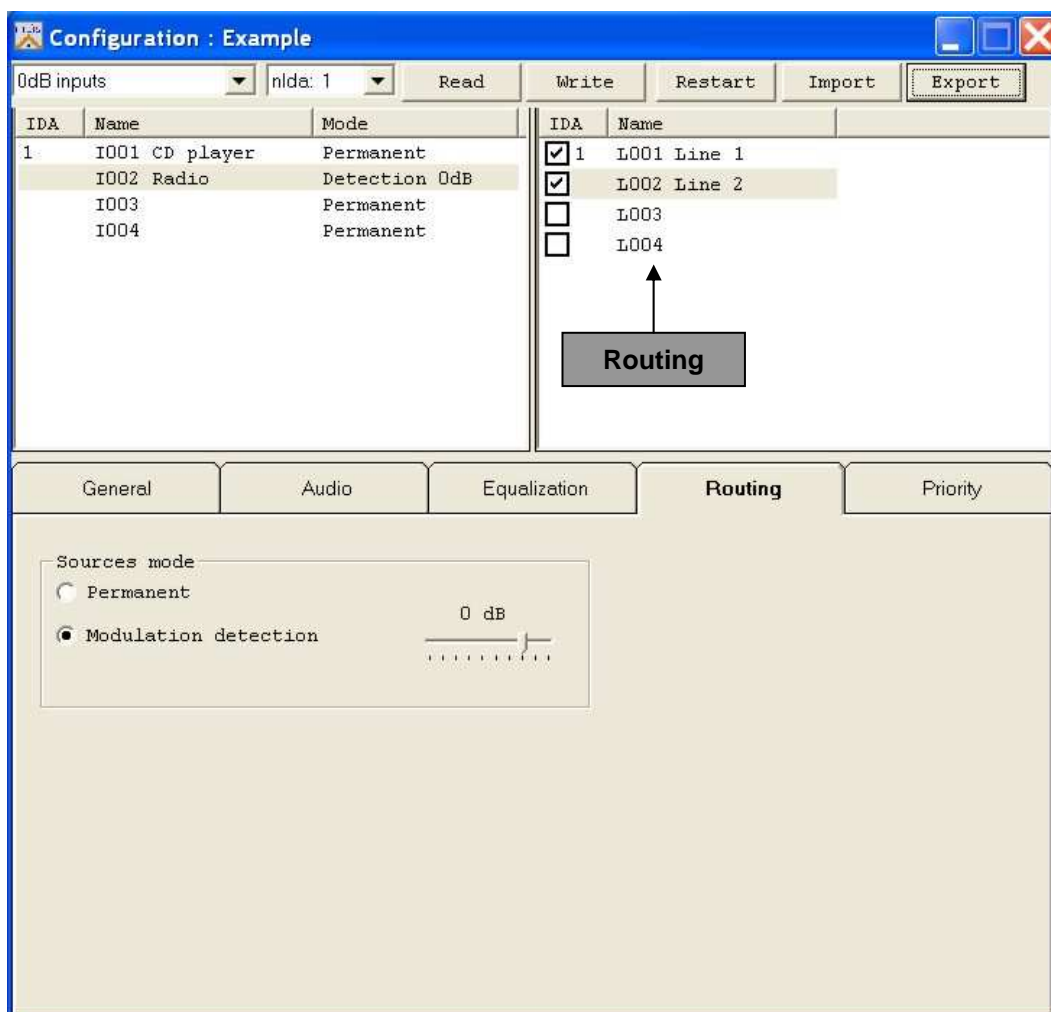 Configuration : Example
0dB inputs nIda: 1 Read Write Restart Import Export
IDA Name Mode
1 I001 CD player Permanent
I002 Radio Detection 0dB
I003 Permanent
I004 Permanent
IDA Name
1 L001 Line 1
L002 Line 2
L003
L004
Routing
General Audio Equalization Routing Priority
Sources mode
Permanent
0 dB
Modulation detection